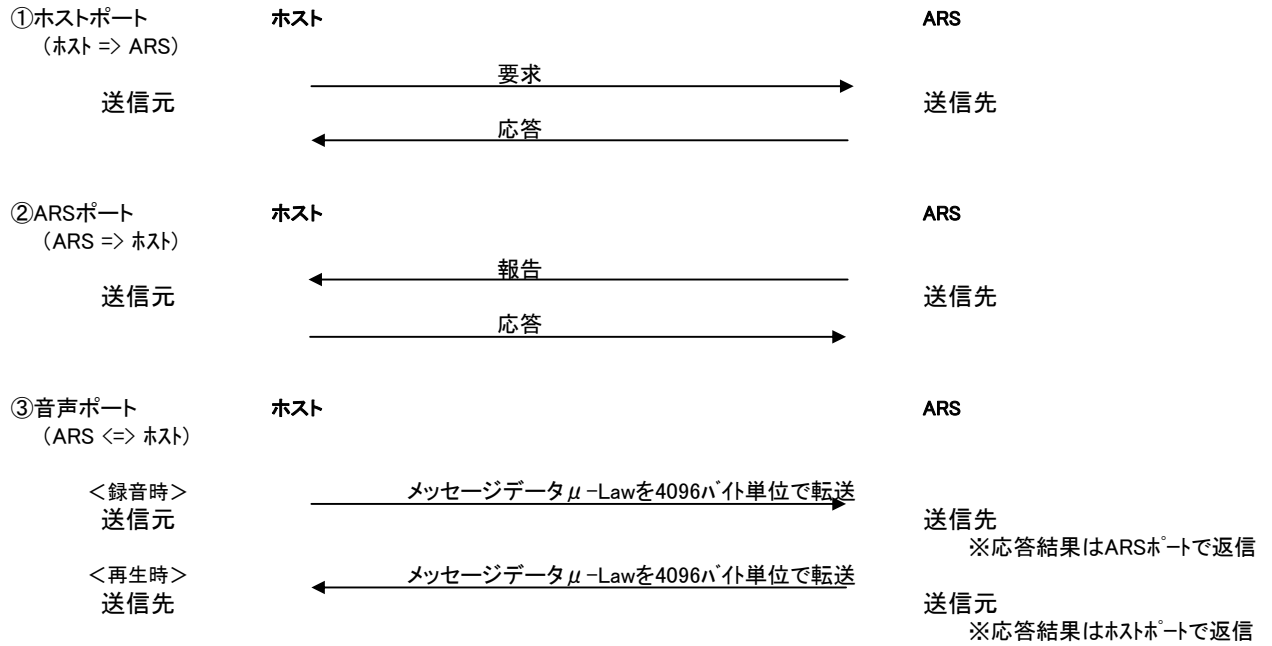 ①ホストポート ホスト ARS
（ﾎｽﾄ => ARS）
要求
送信元 送信先
応答
②ARSポート ホスト ARS
（ARS => ﾎｽﾄ）
報告
送信元 送信先
応答
③音声ポート ホスト ARS
（ARS <=> ﾎｽﾄ）
＜録音時＞ メッセージデータμ-Lawを4096ﾊﾞｲﾄ単位で転送
送信元 送信先
※応答結果はARSﾎﾟｰﾄで返信
＜再生時＞ メッセージデータμ-Lawを4096ﾊﾞｲﾄ単位で転送
送信先 送信元
※応答結果はﾎｽﾄﾎﾟｰﾄで返信